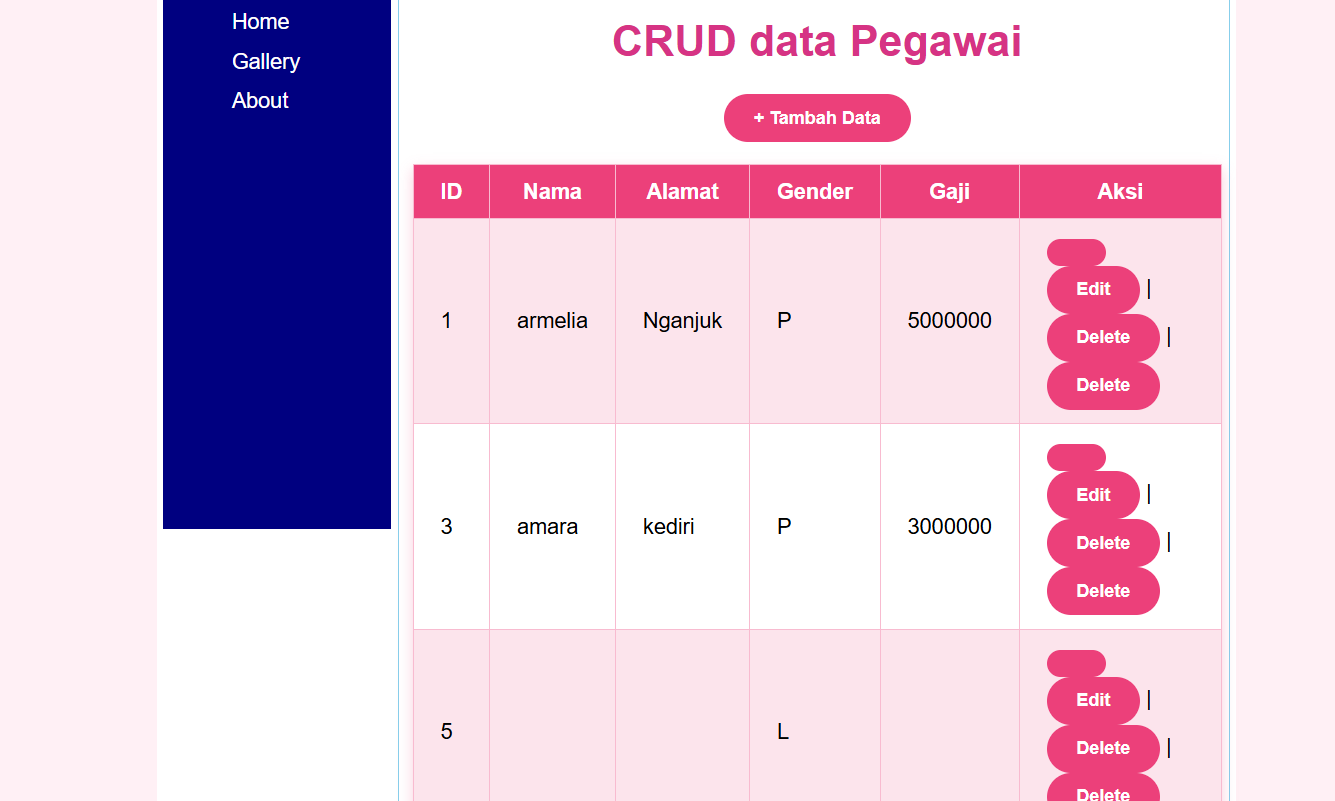 Home
Gallery
About
CRUD data Pegawai
+ Tambah Data
ID Nama Alamat Gender Gaji Aksi
1 armelia Nganjuk P 5000000
Edit |
Delete |
Delete
3 amara kediri P 3000000
Edit |
Delete |
Delete
5 L
Edit |
Delete |
Delete